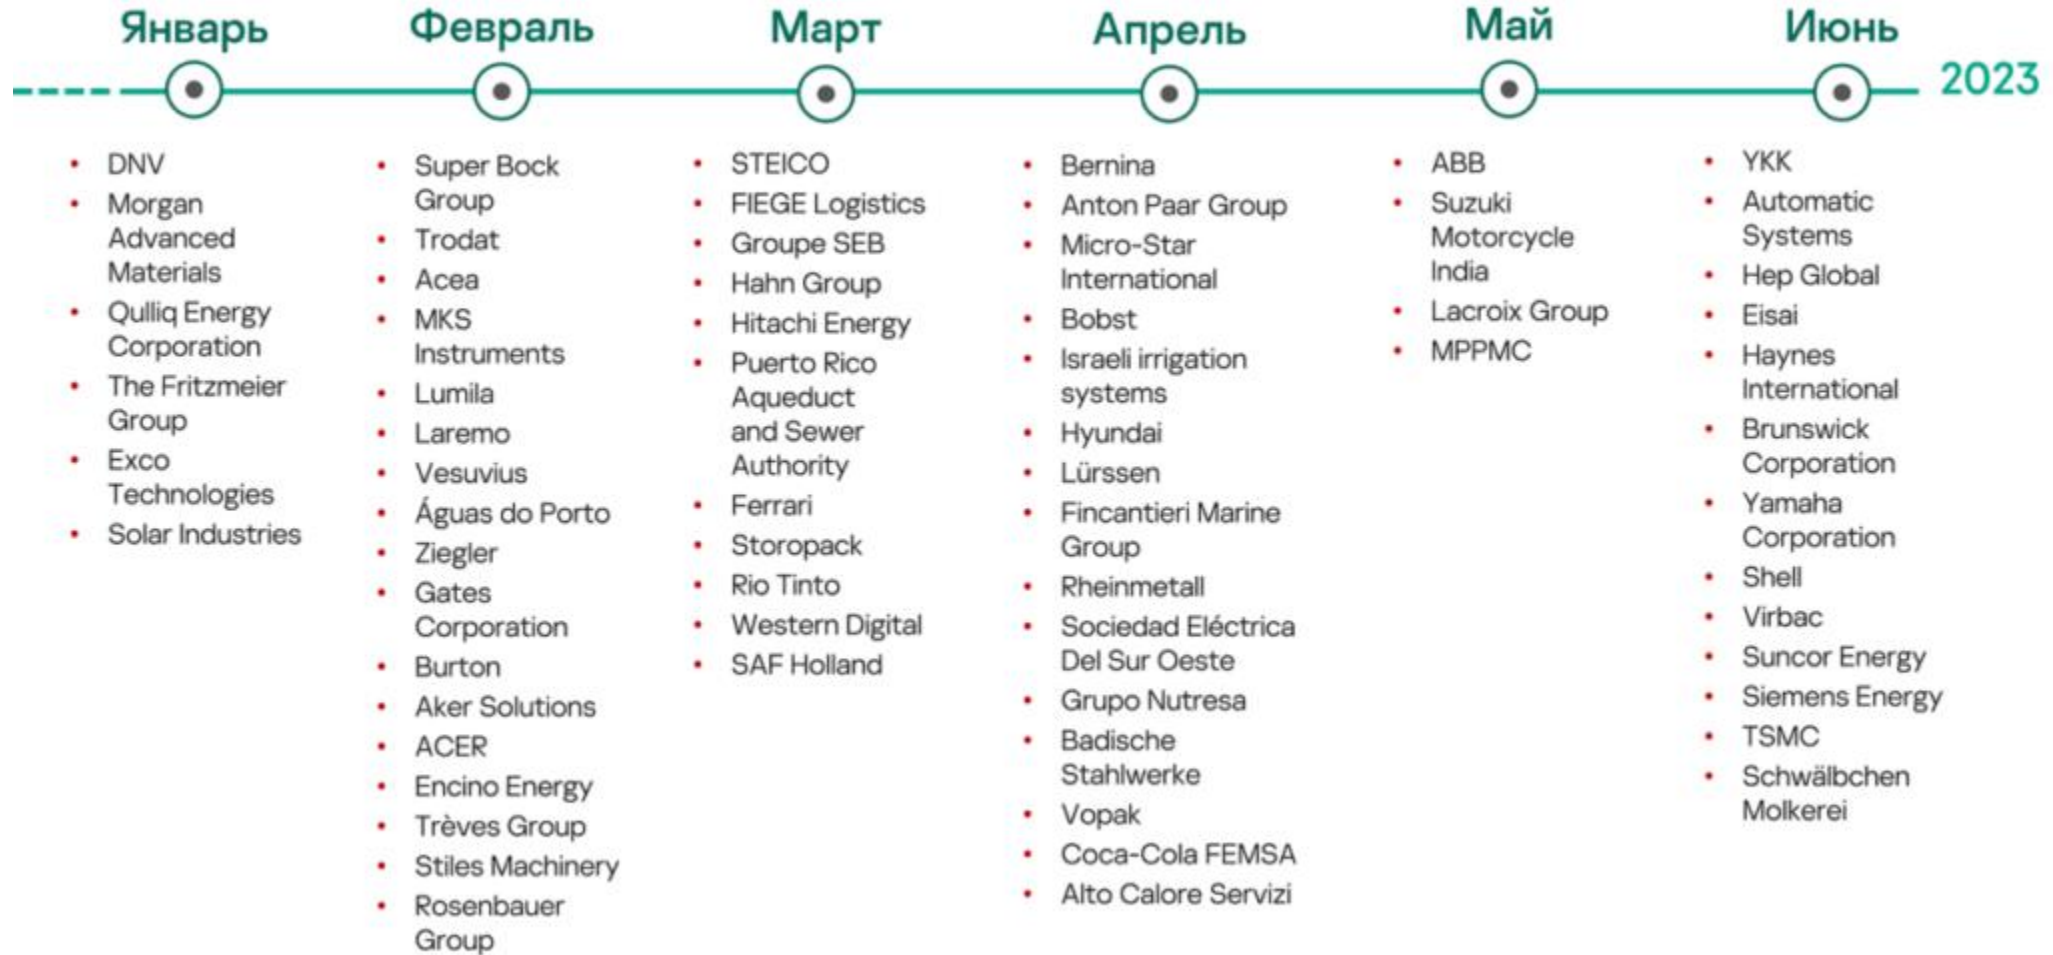 Январь
Февраль
Март
Апрель
Май
Июнь
2023
• DNV
• Morgan
Advanced
Materials
• Qulliq Energy
Corporation
• The Fritzmeier
Group
• Exco
Technologies
• Solar Industries
• Super Bock
Group
• Trodat
• Acea
• MKS
Instruments
• Lumila
• Laremo
• Vesuvius
• Águas do Porto
• Ziegler
• Gates
Corporation
• Burton
• Aker Solutions
• ACER
• Encino Energy
• Trèves Group
• Stiles Machinery
• Rosenbauer
Group
• STEICO
• FIEGE Logistics
• Groupe SEB
• Hahn Group
• Hitachi Energy
• Puerto Rico
Aqueduct
and Sewer
Authority
• Ferrari
• Storopack
• Rio Tinto
• Western Digital
• SAF Holland
• Bernina
• Anton Paar Group
• Micro-Star
International
• Bobst
• Israeli irrigation
systems
• Hyundai
• Lürssen
• Fincantieri Marine
Group
• Rheinmetall
• Sociedad Eléctrica
Del Sur Oeste
• Grupo Nutresa
• Badische
Stahlwerke
• Vopak
• Coca-Cola FEMSA
• Alto Calore Servizi
• ABB
• Suzuki
Motorcycle
India
• Lacroix Group
• MPPMC
• YKK
• Automatic
Systems
• Hep Global
• Eisai
• Haynes
International
• Brunswick
Corporation
• Yamaha
Corporation
• Shell
• Virbac
• Suncor Energy
• Siemens Energy
• TSMC
• Schwälbchen
Molkerei